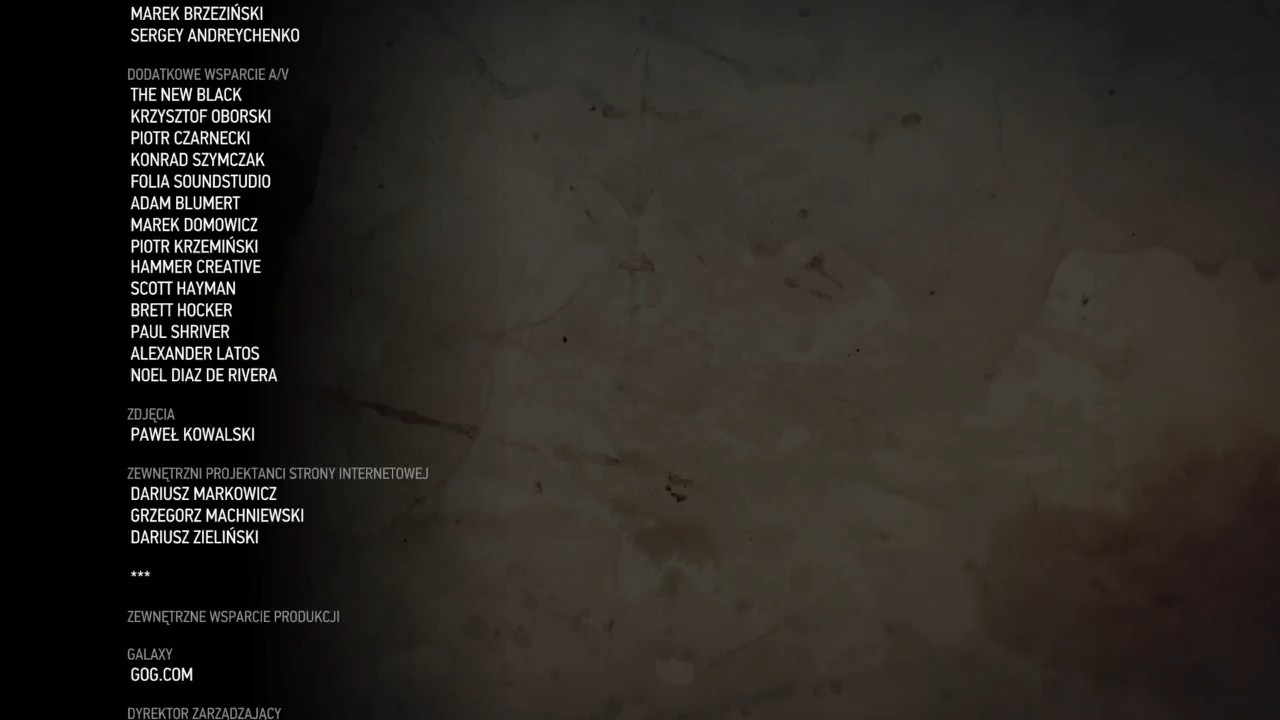 MAREK BRZEZIŃSKI
SERGEY ANDREYCHENKO
DODATKOWE WSPARCIE A/V
THE NEW BLACK
KRZYSZTOF OBORSKI
PIOTR CZARNECKI
KONRAD SZYMCZAK
FOLIA SOUNDSTUDIO
ADAM BLUMERT
MAREK DOMOWICZ
PIOTR KRZEMIŃSKI
HAMMER CREATIVE
SCOTT HAYMAN
BRETT HOCKER
PAUL SHRIVER
ALEXANDER LATOS
NOEL DIAZ DE RIVERA
ZDJĘCIA
PAWEŁ KOWALSKI
ZEWNĘTRZNI PROJEKTANCI STRONY INTERNETOWEJ
DARIUSZ MARKOWICZ
GRZEGORZ MACHNIEWSKI
DARIUSZ ZIELIŃSKI
***
ZEWNĘTRZNE WSPARCIE PRODUKCJI
GALAXY
GOG.COM
DYREKTOR ZARZĄDZAJĄCY